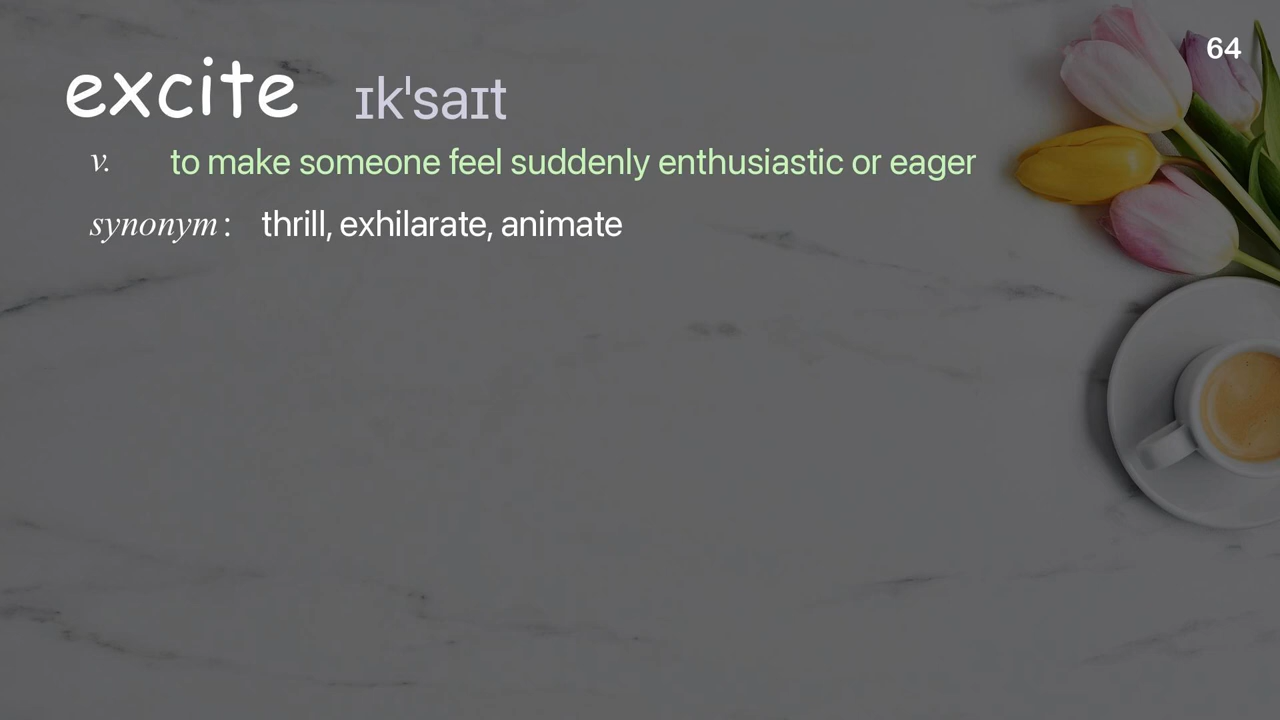 64
excite ɪkˈsaɪt
v. to make someone feel suddenly enthusiastic or eager
synonym: thrill, exhilarate, animate